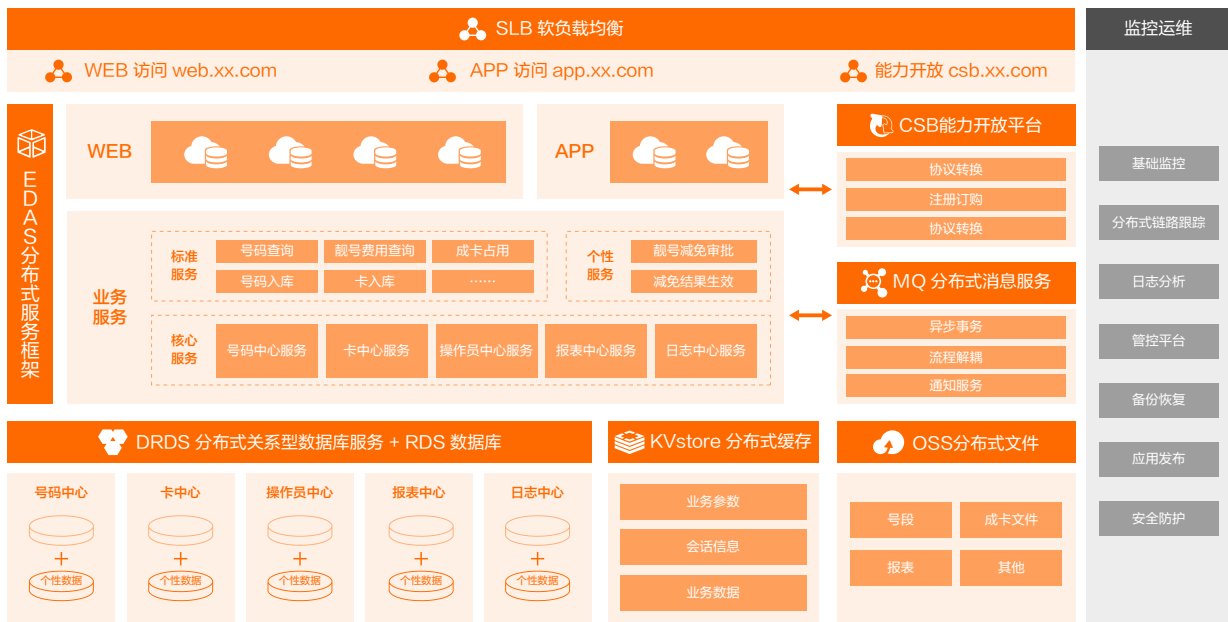 SLB 软负载均衡
WEB 访问 web.xx.com
APP 访问 app.xx.com
能力开放 csb.xx.com
EDAS分布式服务框架
WEB
APP
业务
服务
标准
服务
号码查询
靓号费用查询
成卡占用
号码入库
卡入库
……
个性
服务
靓号减免审批
减免结果生效
核心
服务
号码中心服务
卡中心服务
操作员中心服务
报表中心服务
日志中心服务
CSB能力开放平台
协议转换
注册订购
协议转换
MQ 分布式消息服务
异步事务
流程解耦
通知服务
DRDS 分布式关系型数据库服务 + RDS 数据库
号码中心
+
个性数据
卡中心
+
个性数据
操作员中心
+
个性数据
报表中心
+
个性数据
日志中心
+
个性数据
KVstore 分布式缓存
业务参数
会话信息
业务数据
OSS分布式文件
号段
成卡文件
报表
其他
监控运维
基础监控
分布式链路跟踪
日志分析
管控平台
备份恢复
应用发布
安全防护